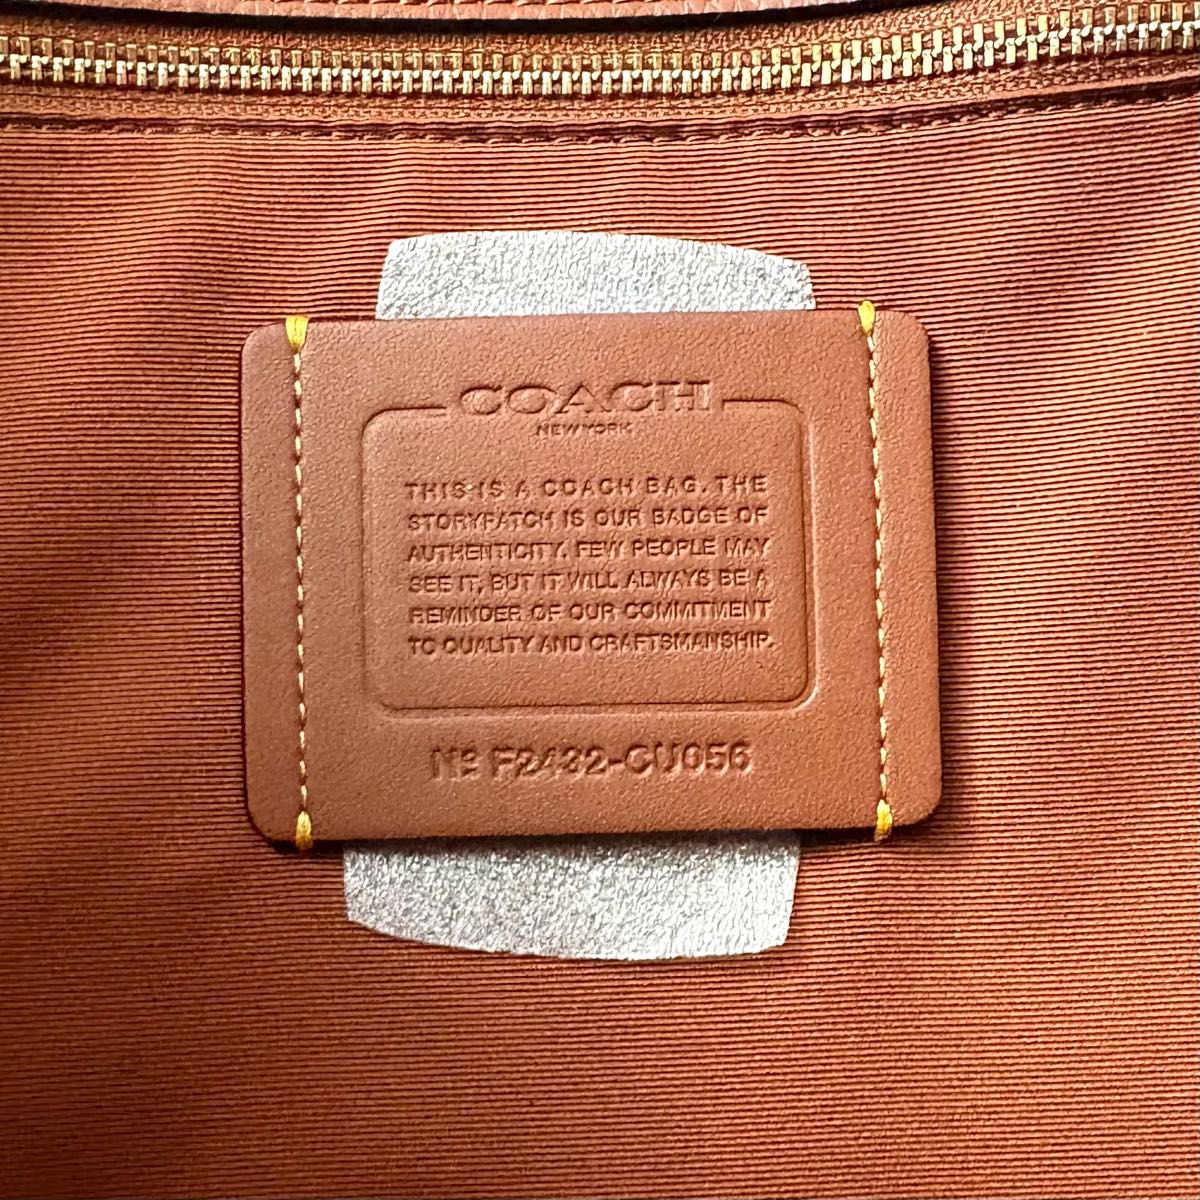 COACH
NEW YORK
THIS IS A COACH BAG. THE
STORYPATCH IS OUR BADGE OF
AUTHENTICITY. FEW PEOPLE MAY
SEE IT, BUT IT WILL ALWAYS BE A
REMINDER OF OUR COMMITMENT
TO QUALITY AND CRAFTSMANSHIP.
Nº F2432-CU056